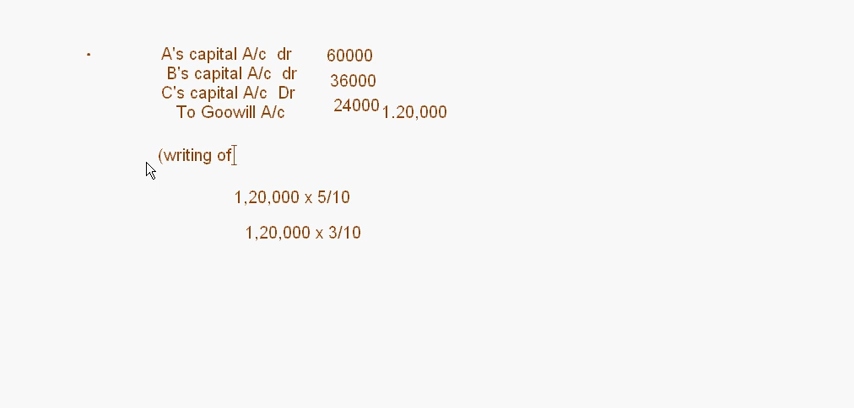 A's capital A/c dr 60000
B's capital A/c dr 36000
C's capital A/c Dr 24000
To Goowill A/c 1.20,000
(writing of
1,20,000 x 5/10
1,20,000 x 3/10